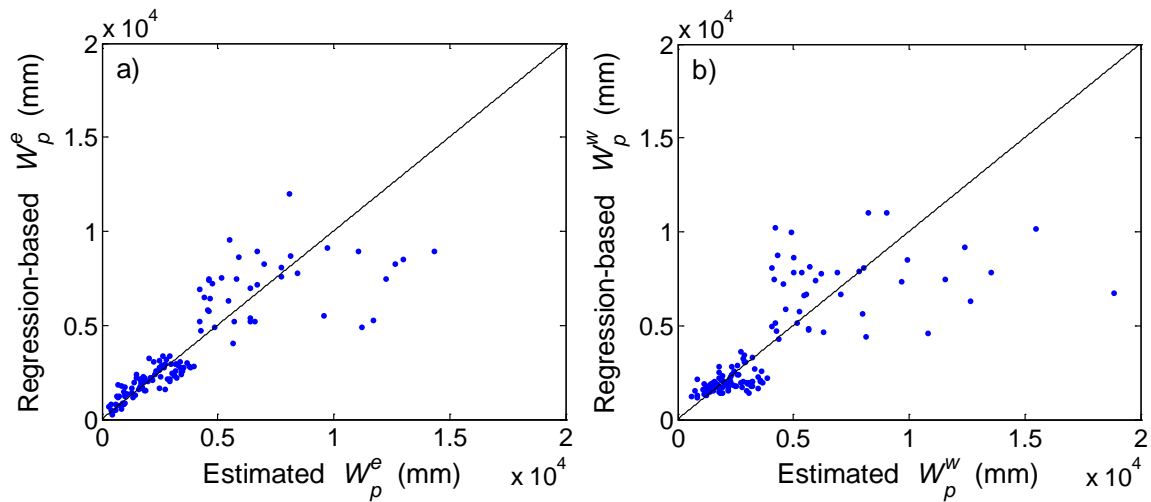 x 10^4
2
1.5
1
0.5
0
a)
Regression-based W_p^e (mm)
0 0.5 1 1.5 2
Estimated W_p^e (mm) x 10^4
x 10^4
2
1.5
1
0.5
0
b)
Regression-based W_p^w (mm)
0 0.5 1 1.5 2
Estimated W_p^w (mm) x 10^4